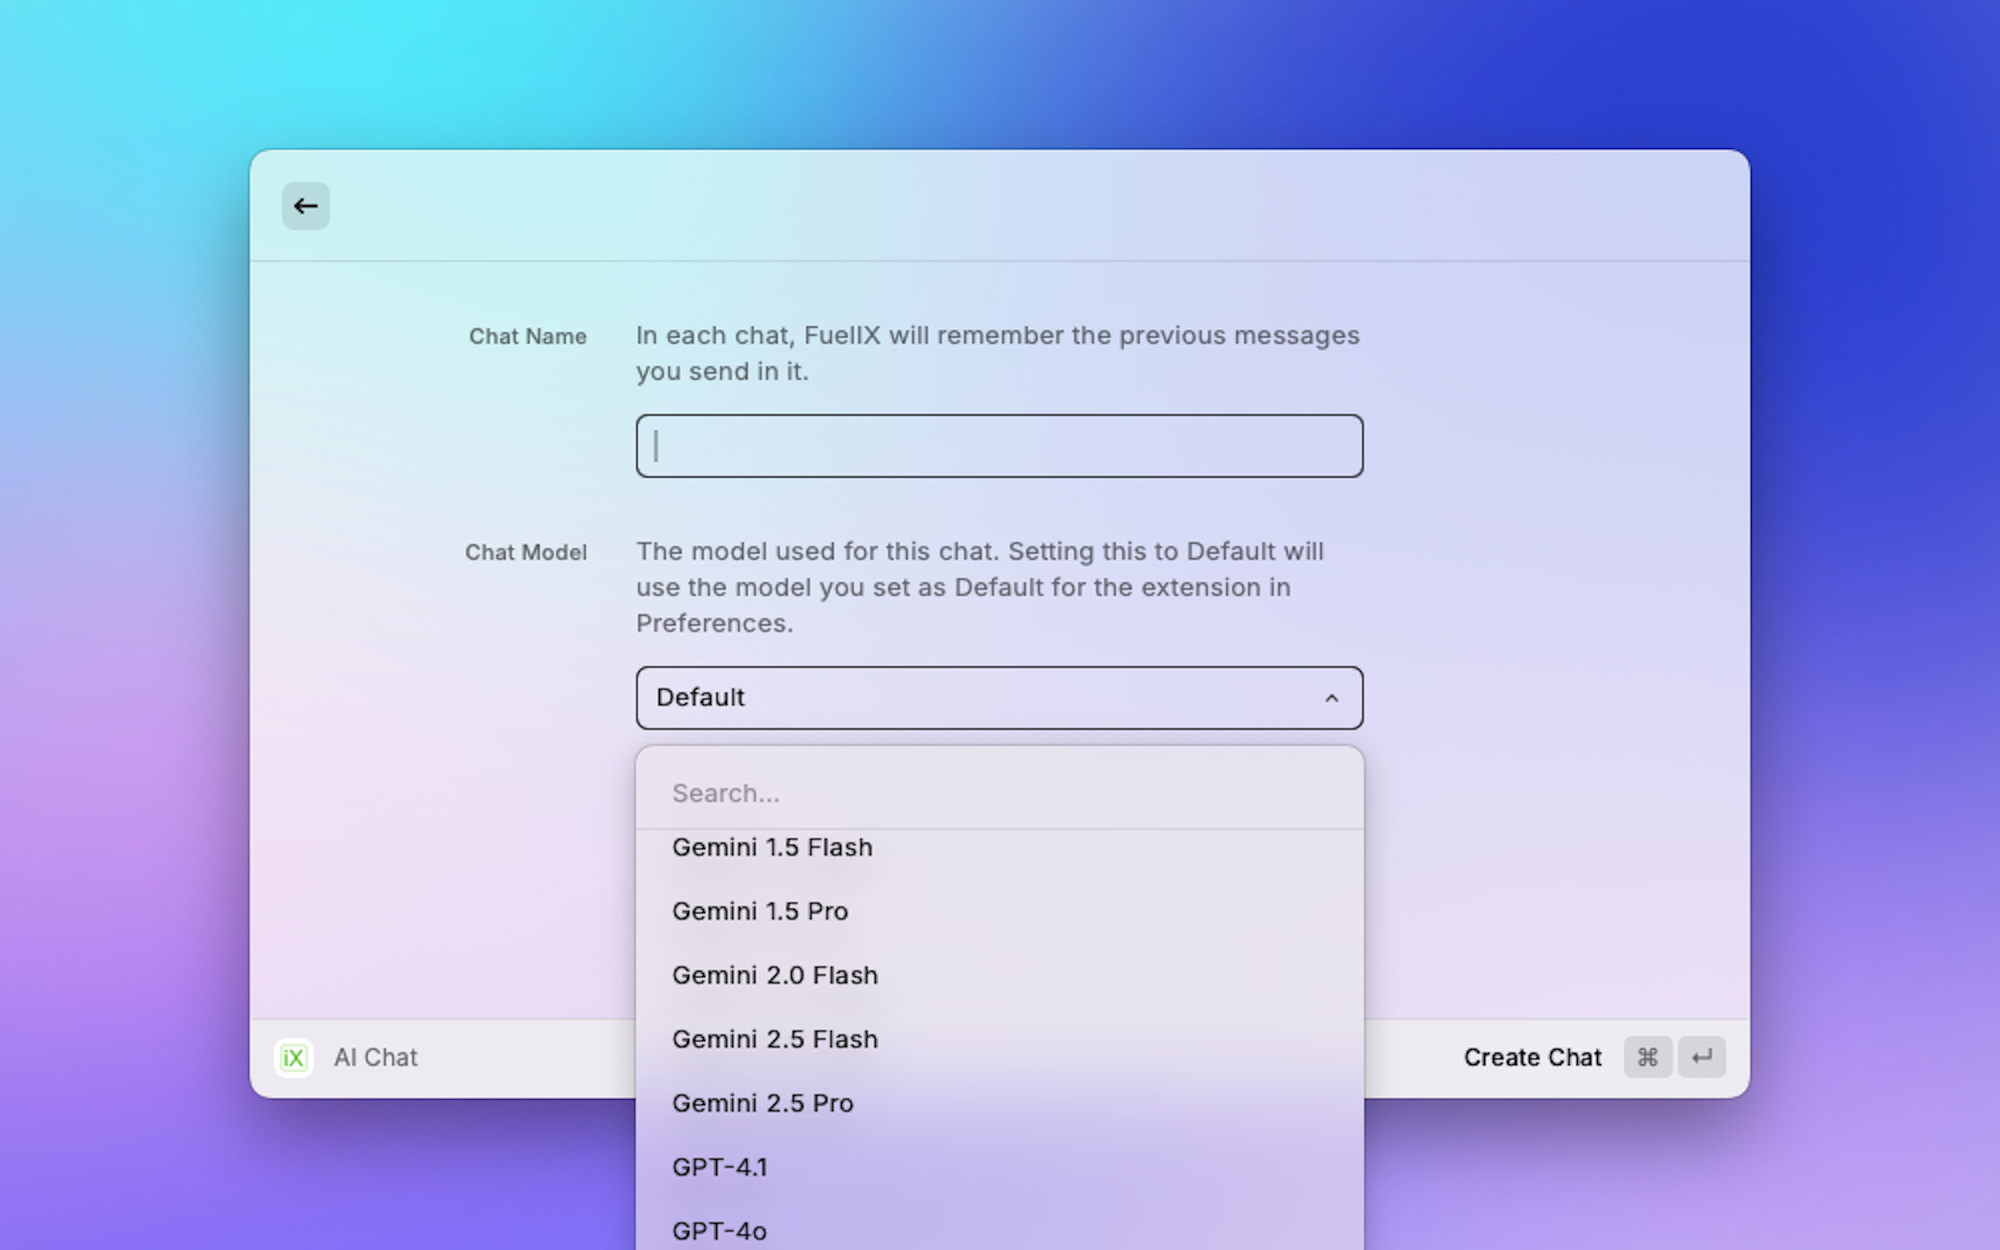 Chat Name
In each chat, FuelIX will remember the previous messages
you send in it.
Chat Model
The model used for this chat. Setting this to Default will
use the model you set as Default for the extension in
Preferences.
Default
Search...
Gemini 1.5 Flash
Gemini 1.5 Pro
Gemini 2.0 Flash
Gemini 2.5 Flash
Gemini 2.5 Pro
GPT-4.1
GPT-4o
iX AI Chat
Create Chat ⌘ ↵